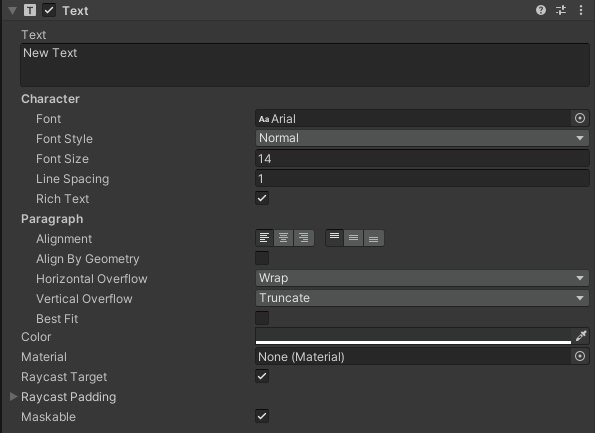 Text
Text
New Text
Character
Font Aa Arial
Font Style Normal
Font Size 14
Line Spacing 1
Rich Text
Paragraph
Alignment
Align By Geometry
Horizontal Overflow Wrap
Vertical Overflow Truncate
Best Fit
Color
Material None (Material)
Raycast Target
Raycast Padding
Maskable